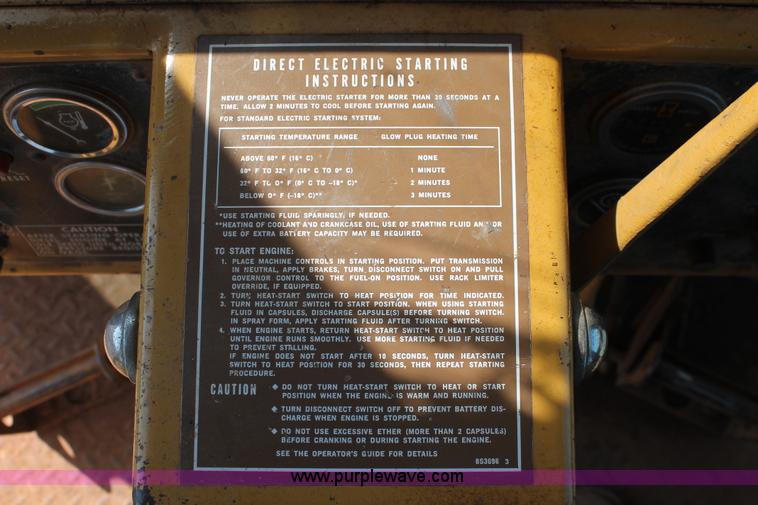 DIRECT ELECTRIC STARTING
INSTRUCTIONS
NEVER OPERATE THE ELECTRIC STARTER FOR MORE THAN 30 SECONDS AT A
TIME. ALLOW 2 MINUTES TO COOL BEFORE STARTING AGAIN.
FOR STANDARD ELECTRIC STARTING SYSTEM:
STARTING TEMPERATURE RANGE GLOW PLUG HEATING TIME
ABOVE 60° F (16° C) NONE
60° F TO 32° F (16° C TO 0° C) 1 MINUTE
32° F TO 0° F (0° C TO -18° C)* 2 MINUTES
BELOW 0° F (-18° C)** 3 MINUTES
*USE STARTING FLUID SPARINGLY, IF NEEDED.
**HEATING OF COOLANT AND CRANKCASE OIL, USE OF STARTING FLUID AND/OR
USE OF EXTRA BATTERY CAPACITY MAY BE REQUIRED.
TO START ENGINE:
1. PLACE MACHINE CONTROLS IN STARTING POSITION. PUT TRANSMISSION
IN NEUTRAL, APPLY BRAKES, TURN DISCONNECT SWITCH ON AND PULL
GOVERNOR CONTROL TO THE FUEL-ON POSITION. USE RACK LIMITER
OVERRIDE, IF EQUIPPED.
2. TURN HEAT-START SWITCH TO HEAT POSITION FOR TIME INDICATED.
3. TURN HEAT-START SWITCH TO START POSITION. WHEN USING STARTING
FLUID IN CAPSULES, DISCHARGE CAPSULE(S) BEFORE TURNING SWITCH.
IN SPRAY FORM, APPLY STARTING FLUID AFTER TURNING SWITCH.
4. WHEN ENGINE STARTS, RETURN HEAT-START SWITCH TO HEAT POSITION
UNTIL ENGINE RUNS SMOOTHLY. USE MORE STARTING FLUID IF NEEDED
TO PREVENT STALLING.
IF ENGINE DOES NOT START AFTER 10 SECONDS, TURN HEAT-START
SWITCH TO HEAT POSITION FOR 30 SECONDS, THEN REPEAT STARTING
PROCEDURE.
CAUTION ◆ DO NOT TURN HEAT-START SWITCH TO HEAT OR START
POSITION WHEN THE ENGINE IS WARM AND RUNNING.
◆ TURN DISCONNECT SWITCH OFF TO PREVENT BATTERY DIS-
CHARGE WHEN ENGINE IS STOPPED.
◆ DO NOT USE EXCESSIVE ETHER (MORE THAN 2 CAPSULES)
BEFORE CRANKING OR DURING STARTING THE ENGINE.
SEE THE OPERATOR'S GUIDE FOR DETAILS
8S3696 3
RESET
CAUTION
www.purplewave.com